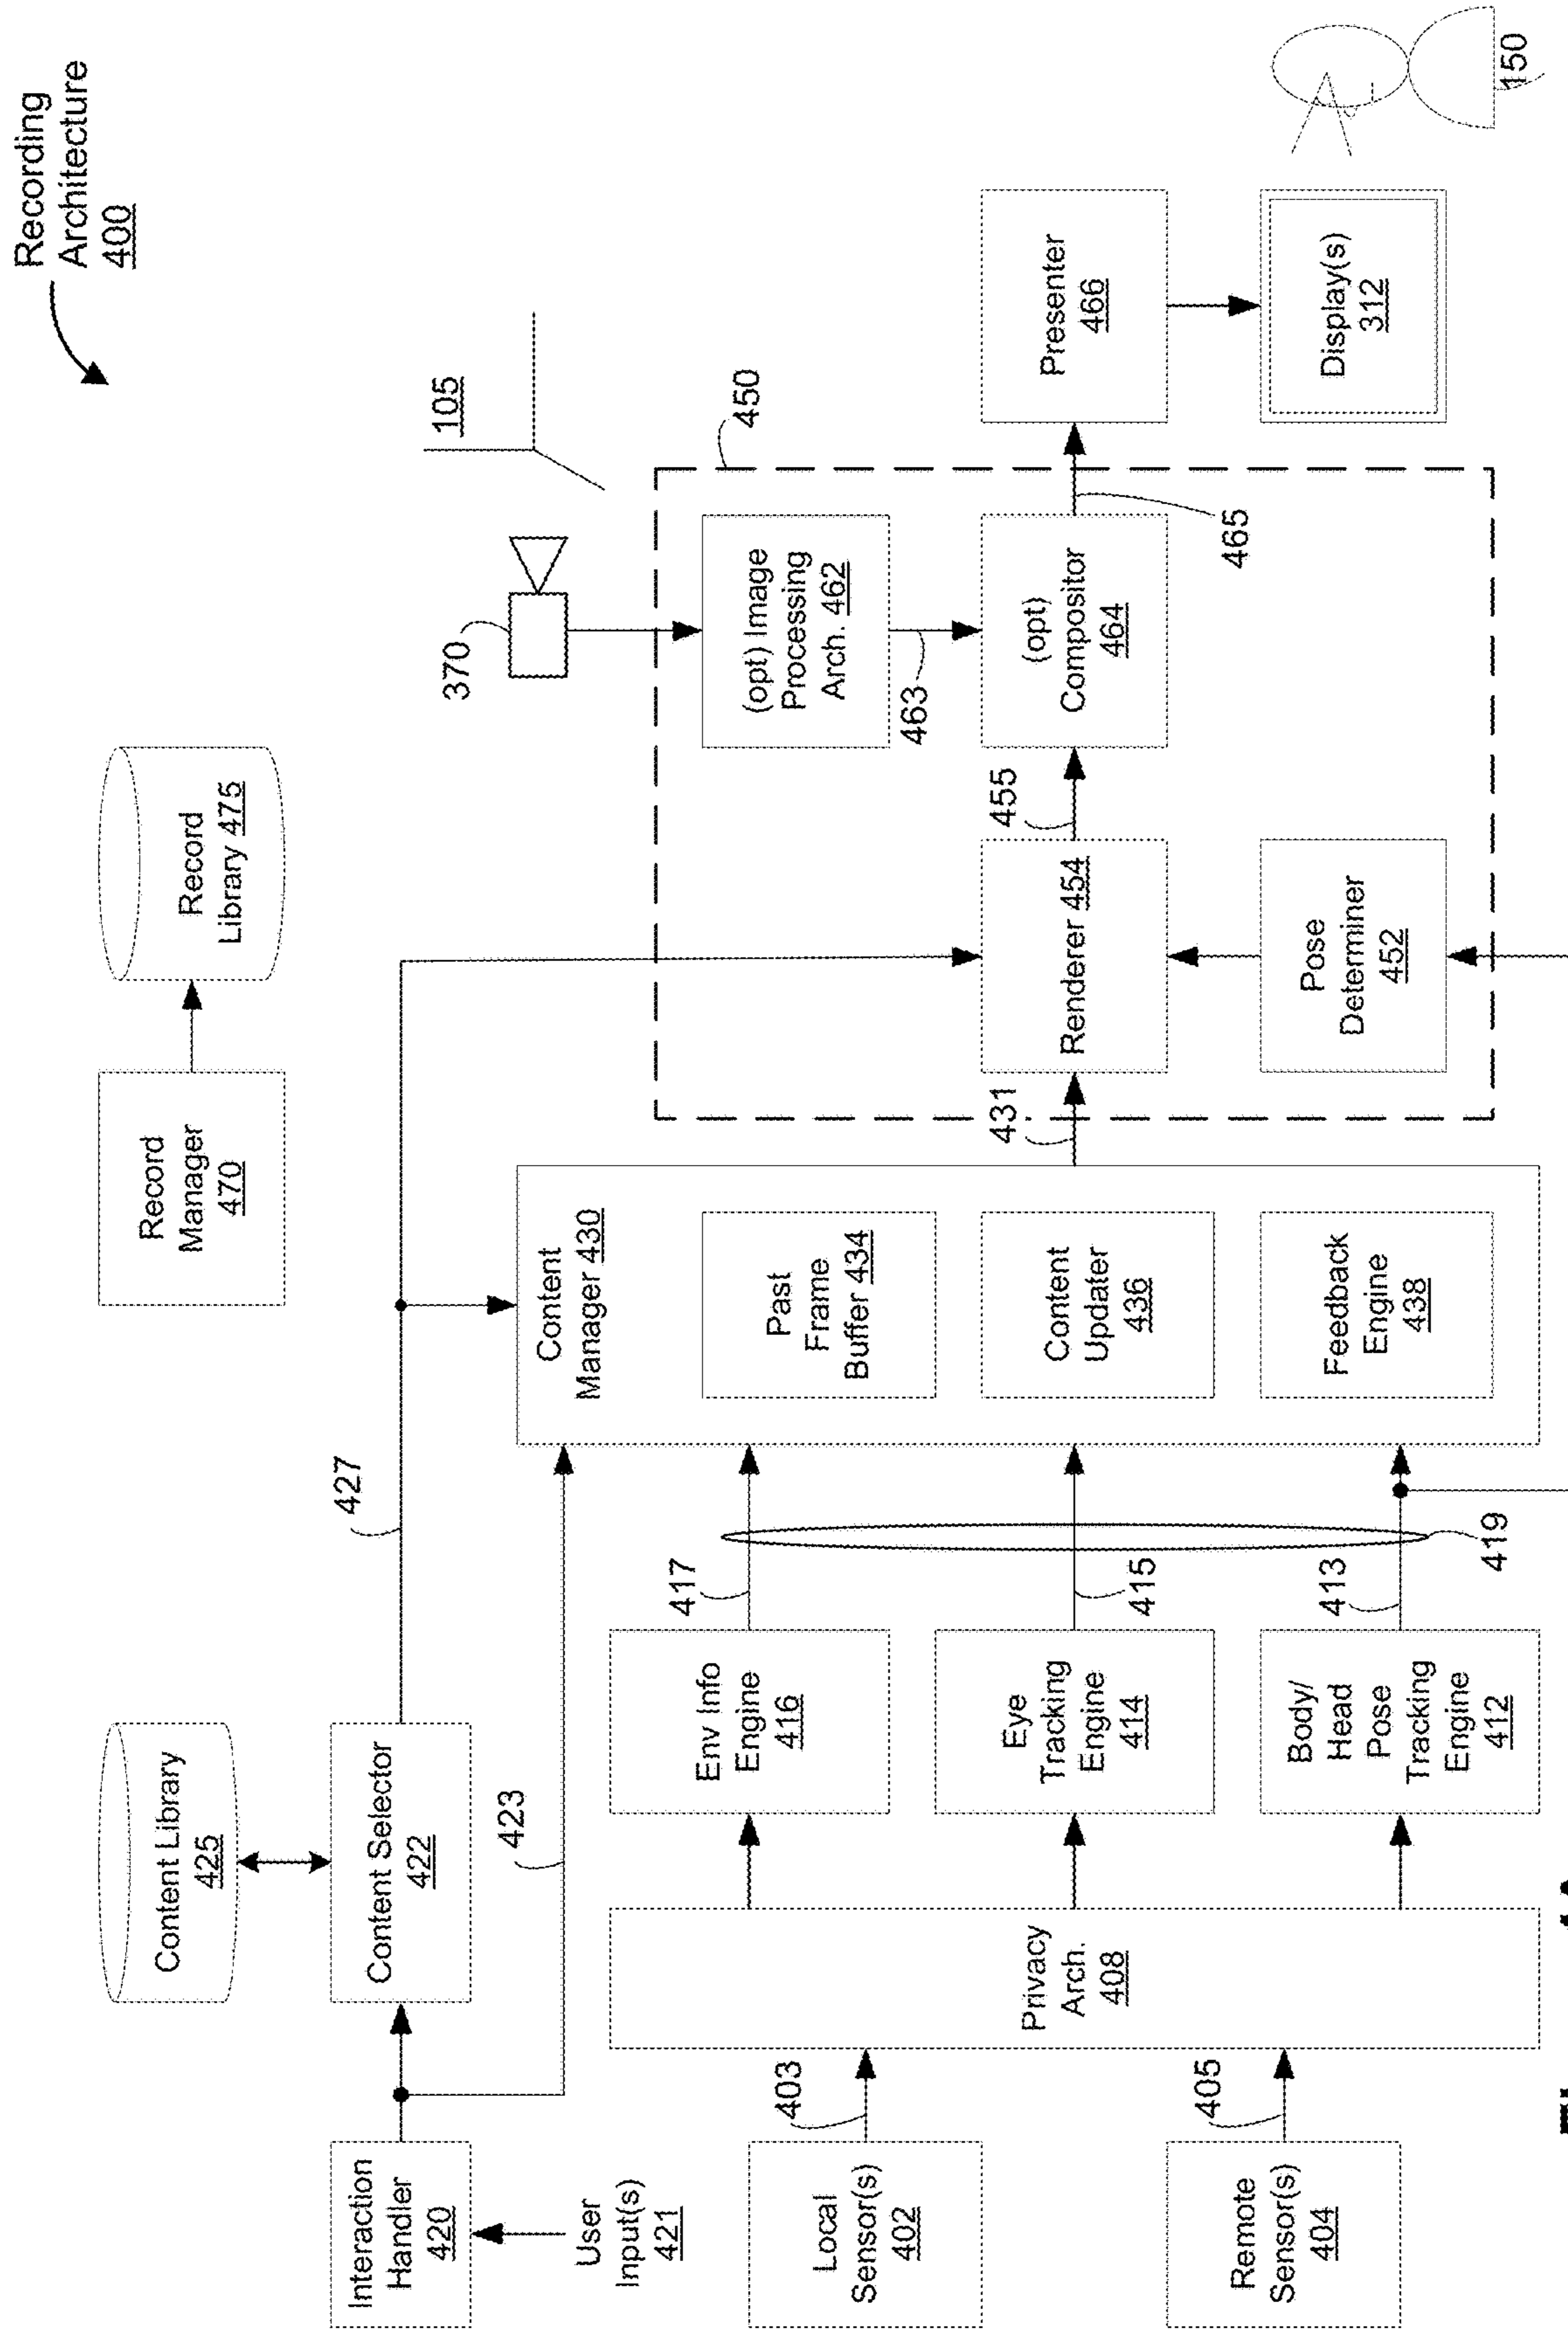 Recording
Architecture
400
Content Library
425
Record
Manager
470
Record
Library 475
Interaction
Handler
420
Content Selector
422
427
User
Input(s)
421
423
370
105
Content
Manager 430
Local
Sensor(s)
402
403
Remote
Sensor(s)
404
405
Privacy
Arch.
408
Env Info
Engine
416
417
Eye
Tracking
Engine
414
415
Body/
Head
Pose
Tracking
Engine
412
413
419
Past
Frame
Buffer 434
Content
Updater
436
Feedback
Engine
438
431
450
(opt) Image
Processing
Arch. 462
463
Renderer 454
455
(opt)
Compositor
464
465
Pose
Determiner
452
Presenter
466
Display(s)
312
150